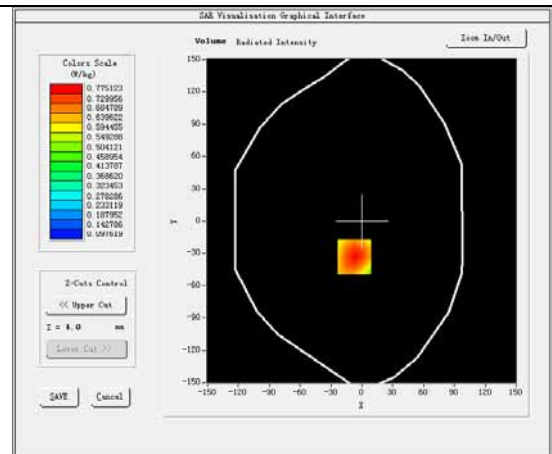 SAR Visualisation Graphical Interface
Volume Radiated Intensity
Zoom In/Out
Colors Scale
(W/kg)
0.775123
0.729956
0.684789
0.639622
0.594455
0.549288
0.504121
0.458954
0.413787
0.368620
0.323453
0.278286
0.233119
0.187952
0.142786
0.097619
150
120
90
60
30
0
-30
-60
-90
-120
-150
Y
-150 -120 -90 -60 -30 0 30 60 90 120 150
X
Z-Cuts Control
<< Upper Cut
Z = 4.0 mm
Lower Cut >>
SAVE Cancel